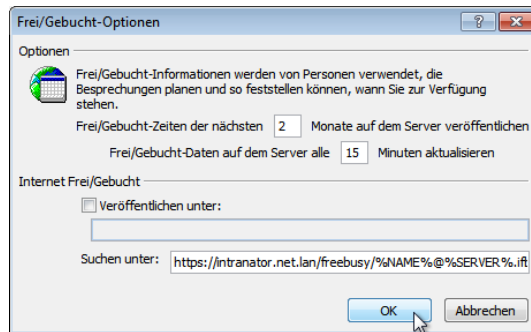 Frei/Gebucht-Optionen
Optionen
Frei/Gebucht-Informationen werden von Personen verwendet, die
Besprechungen planen und so feststellen können, wann Sie zur Verfügung
stehen.
Frei/Gebucht-Zeiten der nächsten 2 Monate auf dem Server veröffentlichen
Frei/Gebucht-Daten auf dem Server alle 15 Minuten aktualisieren
Internet Frei/Gebucht
Veröffentlichen unter:
Suchen unter: https://intranator.net.lan/freebusy/%NAME%@%SERVER%.ifb
OK Abbrechen